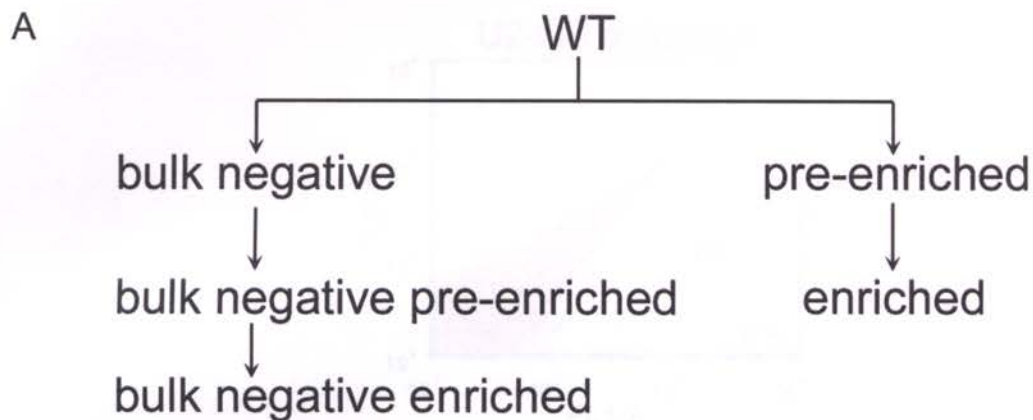 A
WT
bulk negative
pre-enriched
bulk negative pre-enriched
enriched
bulk negative enriched